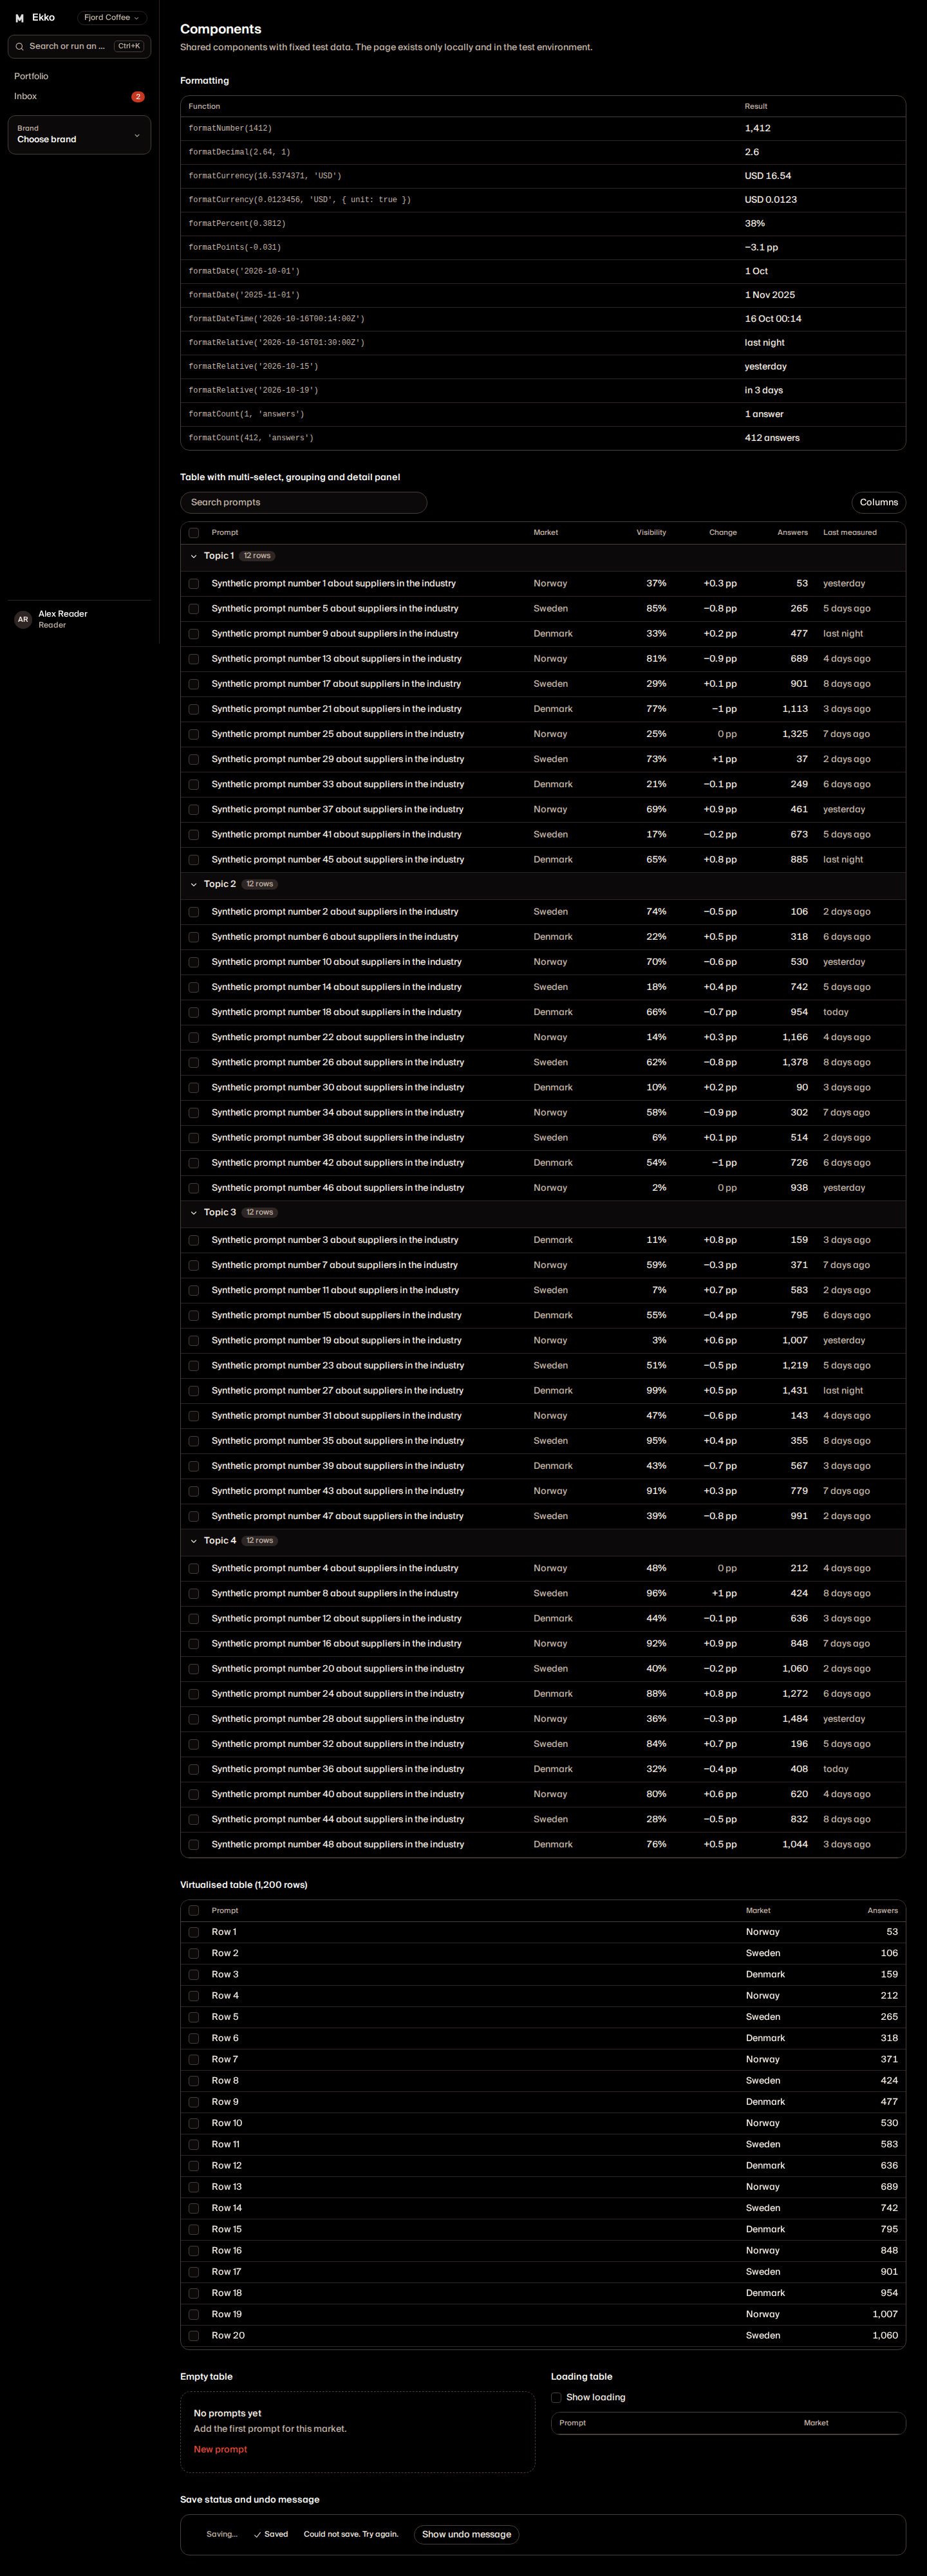 Ekko Fjord Coffee
Search or run an ... Ctrl+K
Portfolio
Inbox 2
Brand
Choose brand
AR Alex Reader
Reader
Components
Shared components with fixed test data. The page exists only locally and in the test environment.
Formatting
Function Result
formatNumber(1412) 1,412
formatDecimal(2.64, 1) 2.6
formatCurrency(16.5374371, 'USD') USD 16.54
formatCurrency(0.0123456, 'USD', { unit: true }) USD 0.0123
formatPercent(0.3812) 38%
formatPoints(-0.031) −3.1 pp
formatDate('2026-10-01') 1 Oct
formatDate('2025-11-01') 1 Nov 2025
formatDateTime('2026-10-16T00:14:00Z') 16 Oct 00:14
formatRelative('2026-10-16T01:30:00Z') last night
formatRelative('2026-10-15') yesterday
formatRelative('2026-10-19') in 3 days
formatCount(1, 'answers') 1 answer
formatCount(412, 'answers') 412 answers
Table with multi-select, grouping and detail panel
Search prompts Columns
Prompt Market Visibility Change Answers Last measured
Topic 1 12 rows
Synthetic prompt number 1 about suppliers in the industry Norway 37% +0.3 pp 53 yesterday
Synthetic prompt number 5 about suppliers in the industry Sweden 85% −0.8 pp 265 5 days ago
Synthetic prompt number 9 about suppliers in the industry Denmark 33% +0.2 pp 477 last night
Synthetic prompt number 13 about suppliers in the industry Norway 81% −0.9 pp 689 4 days ago
Synthetic prompt number 17 about suppliers in the industry Sweden 29% +0.1 pp 901 8 days ago
Synthetic prompt number 21 about suppliers in the industry Denmark 77% −1 pp 1,113 3 days ago
Synthetic prompt number 25 about suppliers in the industry Norway 25% 0 pp 1,325 7 days ago
Synthetic prompt number 29 about suppliers in the industry Sweden 73% +1 pp 37 2 days ago
Synthetic prompt number 33 about suppliers in the industry Denmark 21% −0.1 pp 249 6 days ago
Synthetic prompt number 37 about suppliers in the industry Norway 69% +0.9 pp 461 yesterday
Synthetic prompt number 41 about suppliers in the industry Sweden 17% −0.2 pp 673 5 days ago
Synthetic prompt number 45 about suppliers in the industry Denmark 65% +0.8 pp 885 last night
Topic 2 12 rows
Synthetic prompt number 2 about suppliers in the industry Sweden 74% −0.5 pp 106 2 days ago
Synthetic prompt number 6 about suppliers in the industry Denmark 22% +0.5 pp 318 6 days ago
Synthetic prompt number 10 about suppliers in the industry Norway 70% −0.6 pp 530 yesterday
Synthetic prompt number 14 about suppliers in the industry Sweden 18% +0.4 pp 742 5 days ago
Synthetic prompt number 18 about suppliers in the industry Denmark 66% −0.7 pp 954 today
Synthetic prompt number 22 about suppliers in the industry Norway 14% +0.3 pp 1,166 4 days ago
Synthetic prompt number 26 about suppliers in the industry Sweden 62% −0.8 pp 1,378 8 days ago
Synthetic prompt number 30 about suppliers in the industry Denmark 10% +0.2 pp 90 3 days ago
Synthetic prompt number 34 about suppliers in the industry Norway 58% −0.9 pp 302 7 days ago
Synthetic prompt number 38 about suppliers in the industry Sweden 6% +0.1 pp 514 2 days ago
Synthetic prompt number 42 about suppliers in the industry Denmark 54% −1 pp 726 6 days ago
Synthetic prompt number 46 about suppliers in the industry Norway 2% 0 pp 938 yesterday
Topic 3 12 rows
Synthetic prompt number 3 about suppliers in the industry Denmark 11% +0.8 pp 159 3 days ago
Synthetic prompt number 7 about suppliers in the industry Norway 59% −0.3 pp 371 7 days ago
Synthetic prompt number 11 about suppliers in the industry Sweden 7% +0.7 pp 583 2 days ago
Synthetic prompt number 15 about suppliers in the industry Denmark 55% −0.4 pp 795 6 days ago
Synthetic prompt number 19 about suppliers in the industry Norway 3% +0.6 pp 1,007 yesterday
Synthetic prompt number 23 about suppliers in the industry Sweden 51% −0.5 pp 1,219 5 days ago
Synthetic prompt number 27 about suppliers in the industry Denmark 99% +0.5 pp 1,431 last night
Synthetic prompt number 31 about suppliers in the industry Norway 47% −0.6 pp 143 4 days ago
Synthetic prompt number 35 about suppliers in the industry Sweden 95% +0.4 pp 355 8 days ago
Synthetic prompt number 39 about suppliers in the industry Denmark 43% −0.7 pp 567 3 days ago
Synthetic prompt number 43 about suppliers in the industry Norway 91% +0.3 pp 779 7 days ago
Synthetic prompt number 47 about suppliers in the industry Sweden 39% −0.8 pp 991 2 days ago
Topic 4 12 rows
Synthetic prompt number 4 about suppliers in the industry Norway 48% 0 pp 212 4 days ago
Synthetic prompt number 8 about suppliers in the industry Sweden 96% +1 pp 424 8 days ago
Synthetic prompt number 12 about suppliers in the industry Denmark 44% −0.1 pp 636 3 days ago
Synthetic prompt number 16 about suppliers in the industry Norway 92% +0.9 pp 848 7 days ago
Synthetic prompt number 20 about suppliers in the industry Sweden 40% −0.2 pp 1,060 2 days ago
Synthetic prompt number 24 about suppliers in the industry Denmark 88% +0.8 pp 1,272 6 days ago
Synthetic prompt number 28 about suppliers in the industry Norway 36% −0.3 pp 1,484 yesterday
Synthetic prompt number 32 about suppliers in the industry Sweden 84% +0.7 pp 196 5 days ago
Synthetic prompt number 36 about suppliers in the industry Denmark 32% −0.4 pp 408 today
Synthetic prompt number 40 about suppliers in the industry Norway 80% +0.6 pp 620 4 days ago
Synthetic prompt number 44 about suppliers in the industry Sweden 28% −0.5 pp 832 8 days ago
Synthetic prompt number 48 about suppliers in the industry Denmark 76% +0.5 pp 1,044 3 days ago
Virtualised table (1,200 rows)
Prompt Market Answers
Row 1 Norway 53
Row 2 Sweden 106
Row 3 Denmark 159
Row 4 Norway 212
Row 5 Sweden 265
Row 6 Denmark 318
Row 7 Norway 371
Row 8 Sweden 424
Row 9 Denmark 477
Row 10 Norway 530
Row 11 Sweden 583
Row 12 Denmark 636
Row 13 Norway 689
Row 14 Sweden 742
Row 15 Denmark 795
Row 16 Norway 848
Row 17 Sweden 901
Row 18 Denmark 954
Row 19 Norway 1,007
Row 20 Sweden 1,060
Empty table
No prompts yet
Add the first prompt for this market.
New prompt
Loading table
Show loading
Prompt Market
Save status and undo message
Saving... Saved Could not save. Try again. Show undo message